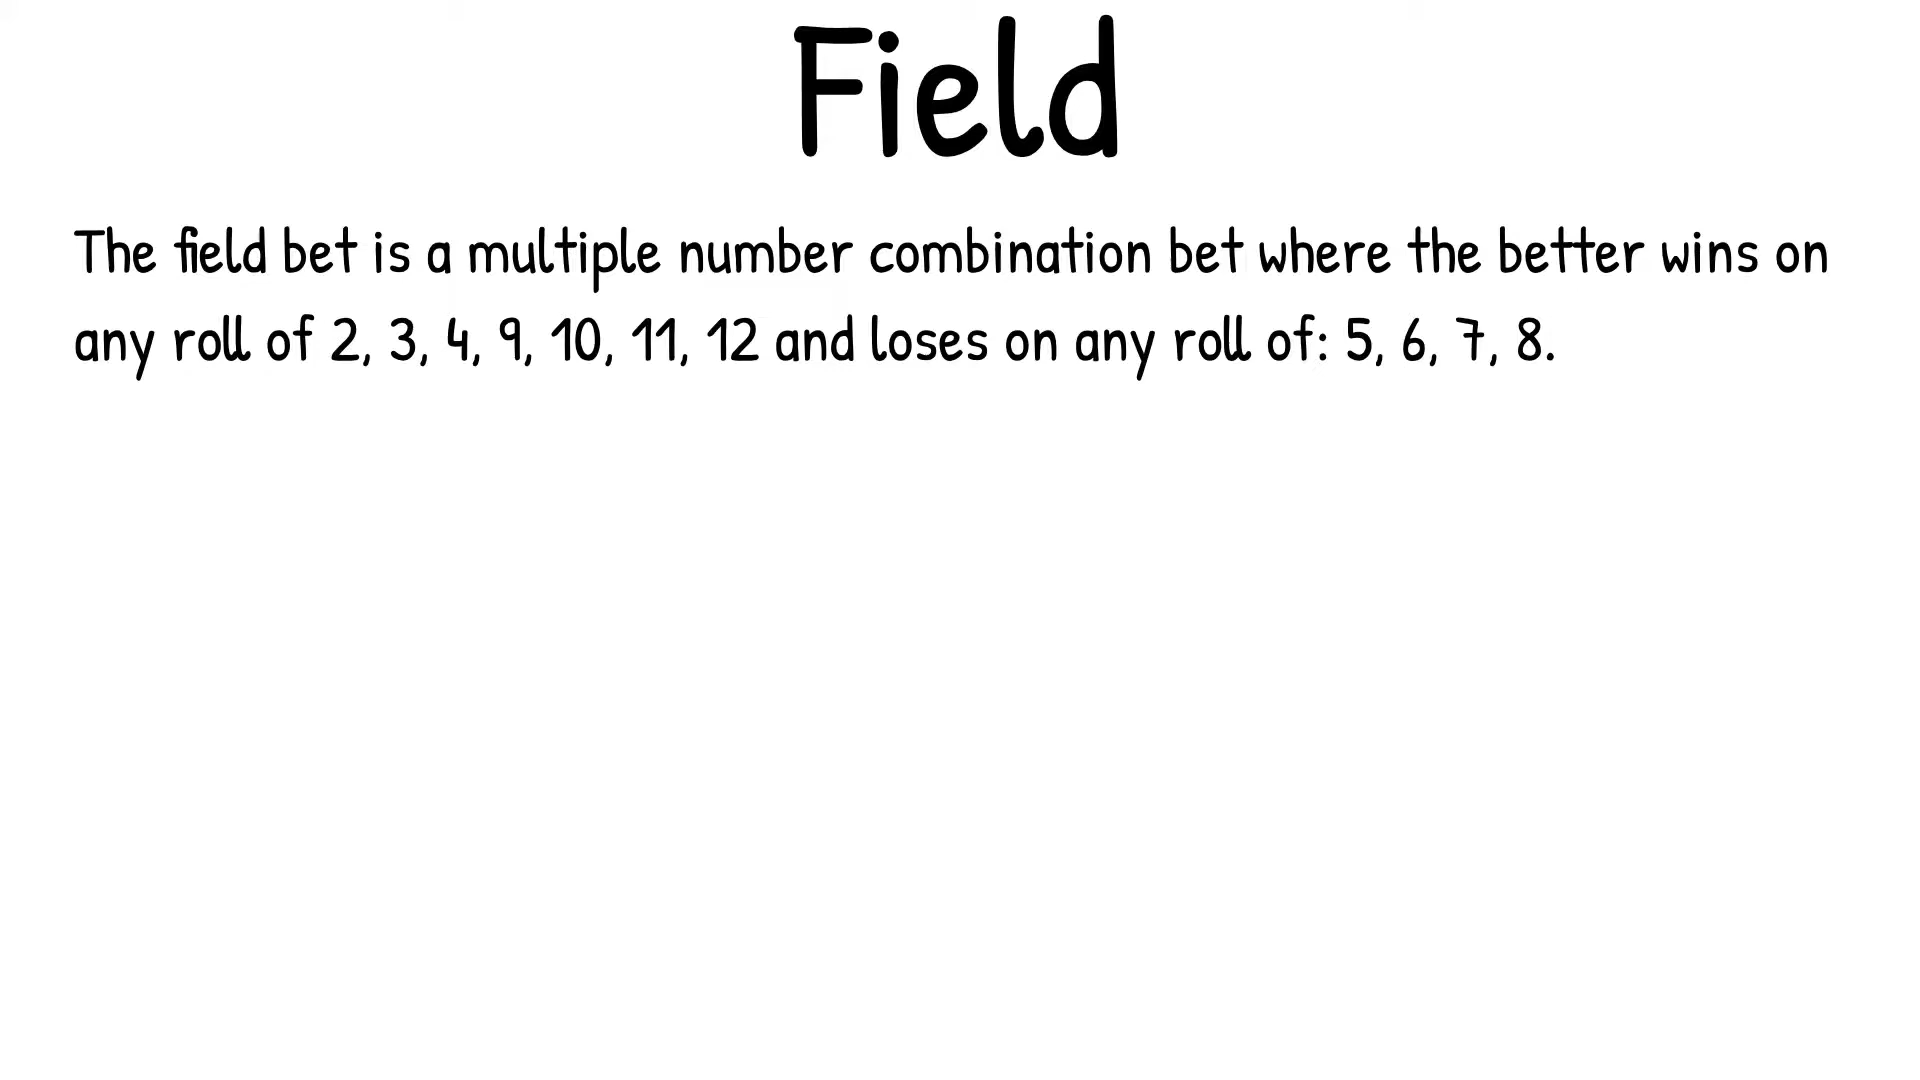 Field
The field bet is a multiple number combination bet where the better wins on
any roll of 2, 3, 4, 9, 10, 11, 12 and loses on any roll of: 5, 6, 7, 8.